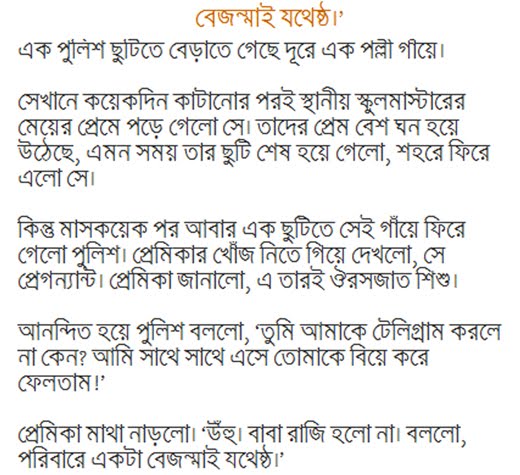 বেজন্মাই যথেষ্ঠ।’
এক পুলিশ ছুটিতে বেড়াতে গেছে দূরে এক পল্লী গাঁয়ে।
সেখানে কয়েকদিন কাটানোর পরই স্থানীয় স্কুলমাস্টারের
মেয়ের প্রেমে পড়ে গেলো সে। তাদের প্রেম বেশ ঘন হয়ে
উঠেছে, এমন সময় তার ছুটি শেষ হয়ে গেলো, শহরে ফিরে
এলো সে।
কিন্তু মাসকয়েক পর আবার এক ছুটিতে সেই গাঁয়ে ফিরে
গেলো পুলিশ। প্রেমিকার খোঁজ নিতে গিয়ে দেখলো, সে
প্রেগন্যান্ট। প্রেমিকা জানালো, এ তারই ঔরসজাত শিশু।
আনন্দিত হয়ে পুলিশ বললো, ‘তুমি আমাকে টেলিগ্রাম করলে
না কেন? আমি সাথে সাথে এসে তোমাকে বিয়ে করে
ফেলতাম!’
প্রেমিকা মাথা নাড়লো। ‘উঁহু। বাবা রাজি হলো না। বললো,
পরিবারে একটা বেজন্মাই যথেষ্ঠ।’